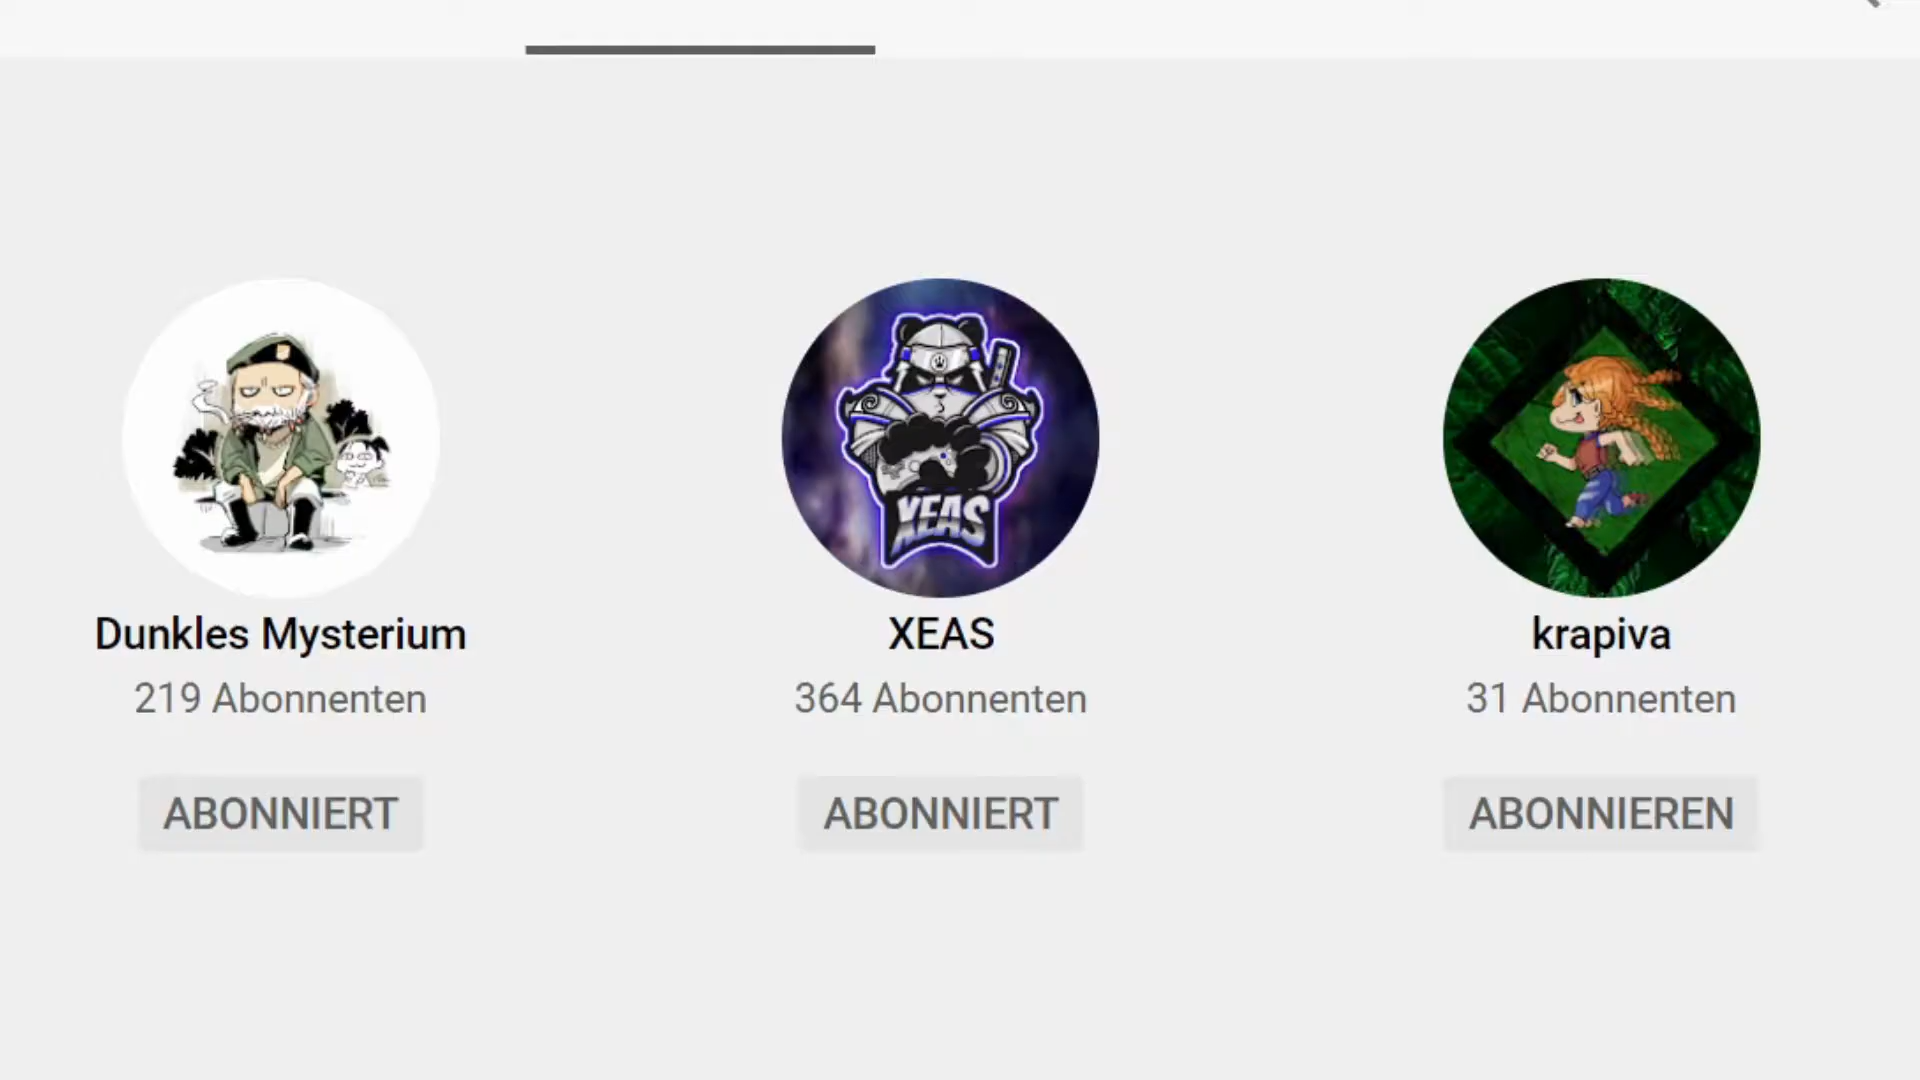 XEAS
Dunkles Mysterium
XEAS
krapiva
219 Abonnenten
364 Abonnenten
31 Abonnenten
ABONNIERT
ABONNIERT
ABONNIEREN